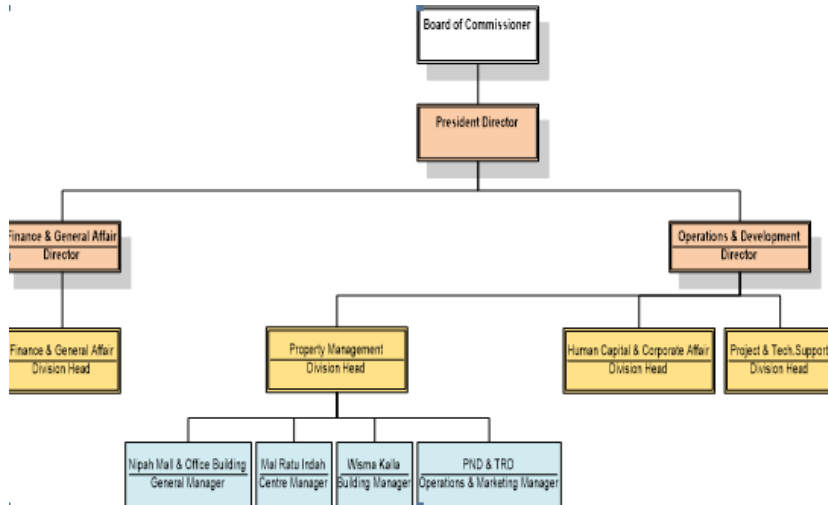 Board of Commissioner
President Director
Finance & General Affair
Director
Operations & Development
Director
Finance & General Affair
Division Head
Property Management
Division Head
Human Capital & Corporate Affair
Division Head
Project & Tech.Support
Division Head
Nipah Mall & Office Building
General Manager
Mal Ratu Indah
Centre Manager
Wisma Kalla
Building Manager
PND & TRD
Operations & Marketing Manager